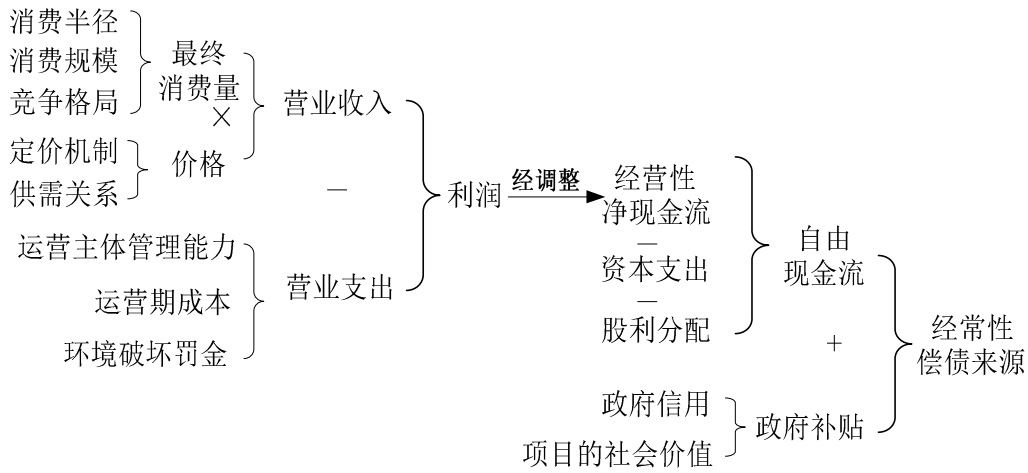 消费半径
消费规模
竞争格局
最终
消费量
×
定价机制
供需关系
价格
营业收入
—
运营主体管理能力
运营期成本
环境破坏罚金
营业支出
利润
经调整
经营性
净现金流
—
资本支出
—
股利分配
自由
现金流
+
政府信用
项目的社会价值
政府补贴
经常性
偿债来源